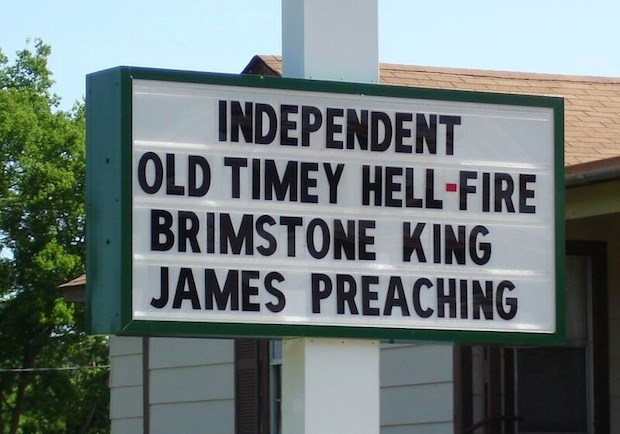 INDEPENDENT
OLD TIMEY HELL-FIRE
BRIMSTONE KING
JAMES PREACHING